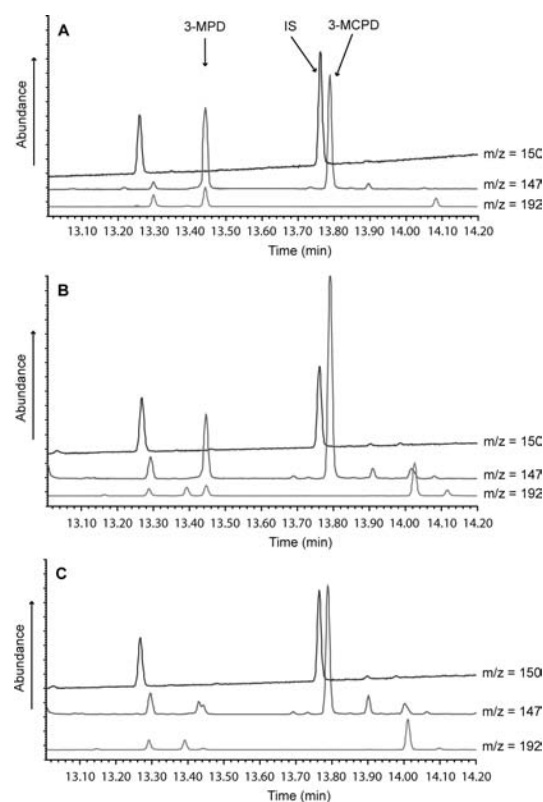 A
3-MPD
IS
3-MCPD
Abundance
m/z = 150
m/z = 147
m/z = 192
13.10 13.20 13.30 13.40 13.50 13.60 13.70 13.80 13.90 14.00 14.10 14.20
Time (min)
B
Abundance
m/z = 150
m/z = 147
m/z = 192
13.10 13.20 13.30 13.40 13.50 13.60 13.70 13.80 13.90 14.00 14.10 14.20
Time (min)
C
Abundance
m/z = 150
m/z = 147
m/z = 192
13.10 13.20 13.30 13.40 13.50 13.60 13.70 13.80 13.90 14.00 14.10 14.20
Time (min)